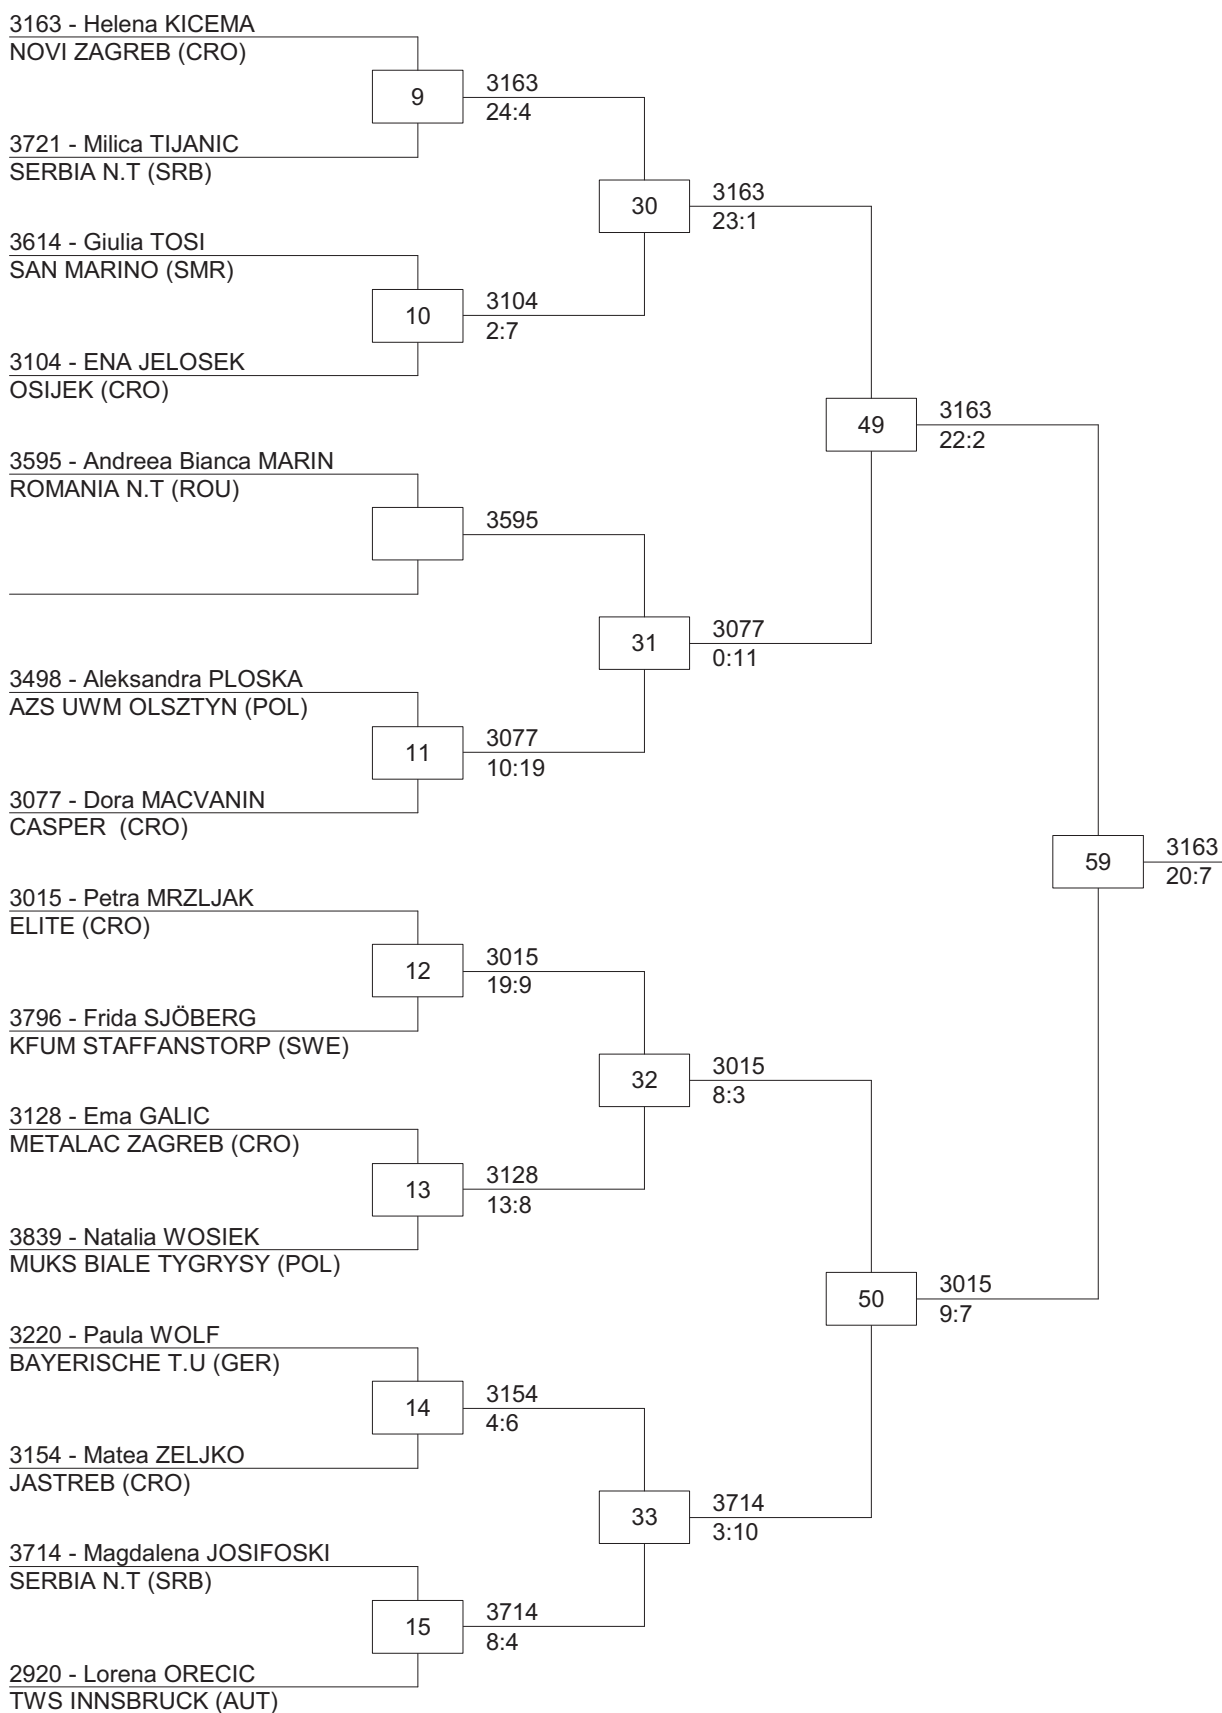 3163 - Helena KICEMA
NOVI ZAGREB (CRO)
9
3163
24:4
3721 - Milica TIJANIC
SERBIA N.T (SRB)
30
3163
23:1
3614 - Giulia TOSI
SAN MARINO (SMR)
10
3104
2:7
3104 - ENA JELOSEK
OSIJEK (CRO)
49
3163
22:2
3595 - Andreea Bianca MARIN
ROMANIA N.T (ROU)
3595
31
3077
0:11
3498 - Aleksandra PLOSKA
AZS UWM OLSZTYN (POL)
11
3077
10:19
3077 - Dora MACVANIN
CASPER  (CRO)
59
3163
20:7
3015 - Petra MRZLJAK
ELITE (CRO)
12
3015
19:9
3796 - Frida SJÖBERG
KFUM STAFFANSTORP (SWE)
32
3015
8:3
3128 - Ema GALIC
METALAC ZAGREB (CRO)
13
3128
13:8
3839 - Natalia WOSIEK
MUKS BIALE TYGRYSY (POL)
50
3015
9:7
3220 - Paula WOLF
BAYERISCHE T.U (GER)
14
3154
4:6
3154 - Matea ZELJKO
JASTREB (CRO)
33
3714
3:10
3714 - Magdalena JOSIFOSKI
SERBIA N.T (SRB)
15
3714
8:4
2920 - Lorena ORECIC
TWS INNSBRUCK (AUT)